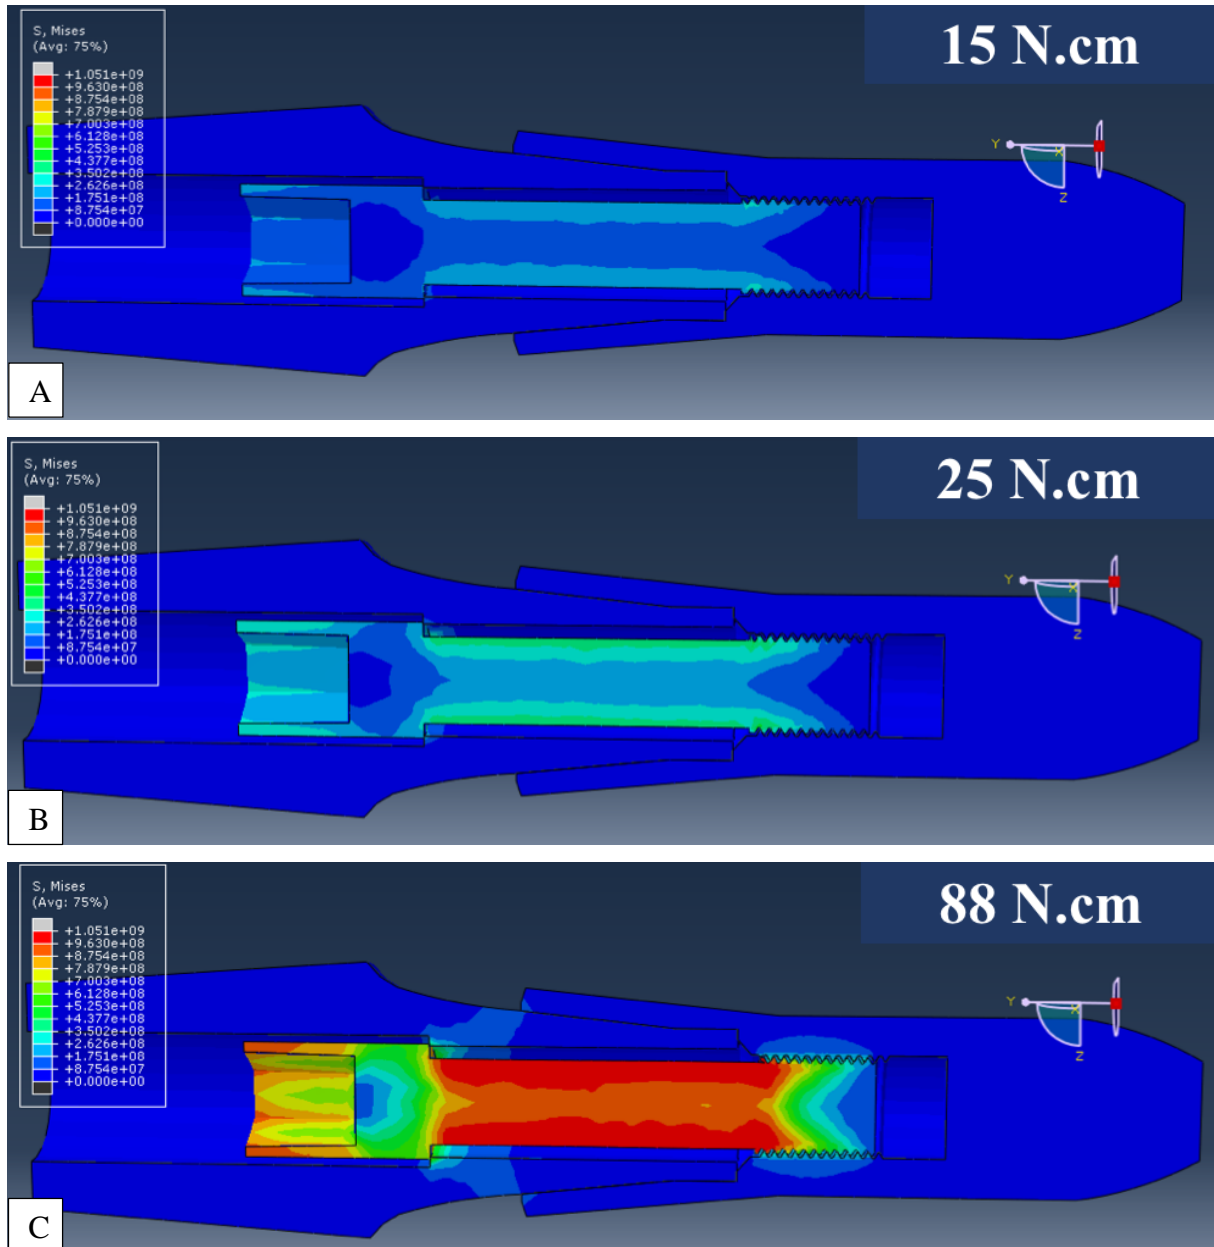 S, Mises
(Avg: 75%)
+1.051e+09
+9.630e+08
+8.754e+08
+7.879e+08
+7.003e+08
+6.128e+08
+5.253e+08
+4.377e+08
+3.502e+08
+2.626e+08
+1.751e+08
+8.754e+07
+0.000e+00
15 N.cm
Y
X
Z
A
S, Mises
(Avg: 75%)
+1.051e+09
+9.630e+08
+8.754e+08
+7.879e+08
+7.003e+08
+6.128e+08
+5.253e+08
+4.377e+08
+3.502e+08
+2.626e+08
+1.751e+08
+8.754e+07
+0.000e+00
25 N.cm
Y
X
Z
B
S, Mises
(Avg: 75%)
+1.051e+09
+9.630e+08
+8.754e+08
+7.879e+08
+7.003e+08
+6.128e+08
+5.253e+08
+4.377e+08
+3.502e+08
+2.626e+08
+1.751e+08
+8.754e+07
+0.000e+00
88 N.cm
Y
X
Z
C